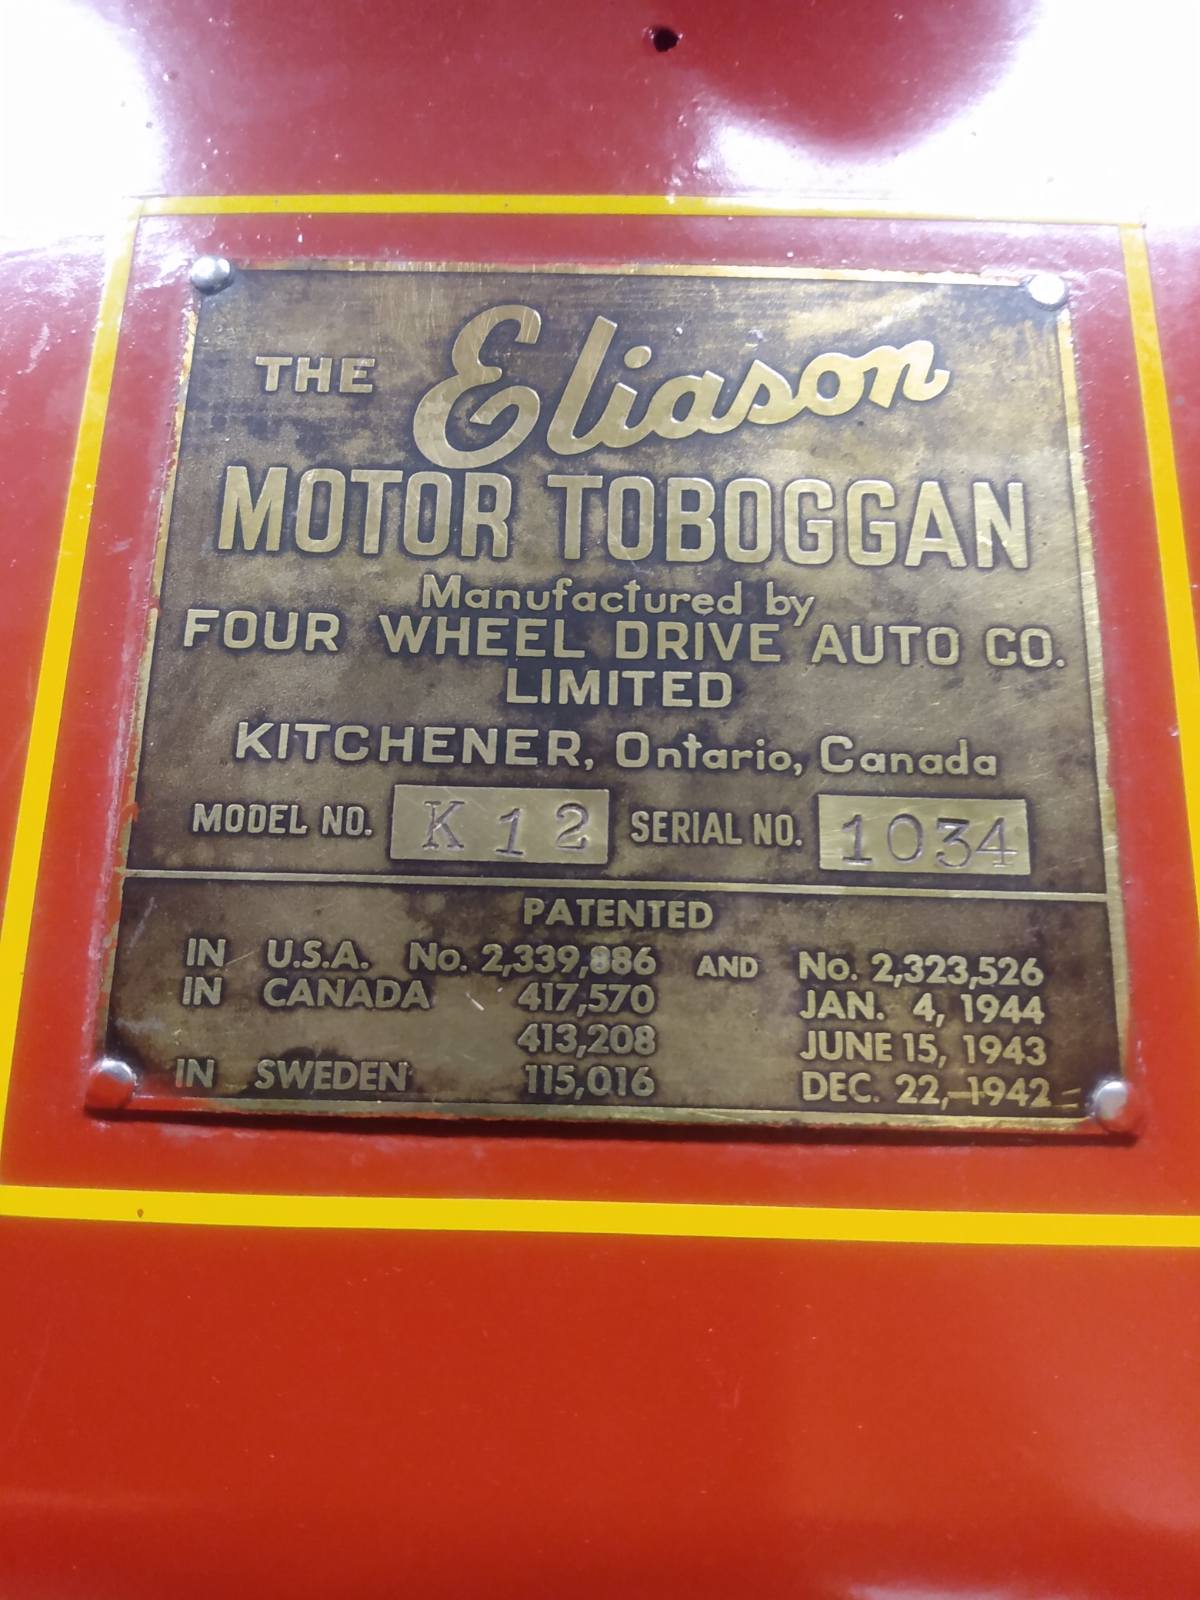 THE Eliason
MOTOR TOBOGGAN
Manufactured by
FOUR WHEEL DRIVE AUTO CO.
LIMITED
KITCHENER, Ontario, Canada
MODEL NO. K12 SERIAL NO. 1034
PATENTED
IN U.S.A. No. 2,339,886 AND No. 2,323,526
IN CANADA 417,570 JAN. 4, 1944
413,208 JUNE 15, 1943
IN SWEDEN 115,016 DEC. 22, 1942